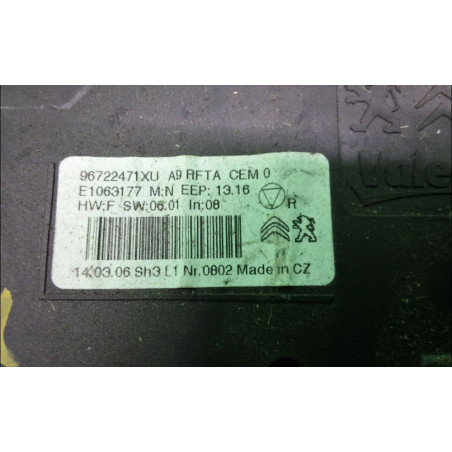 96722471XU A9 RFTA CEM 0
E1063177 M:N EEP: 13.16
HW:F SW:06.01 In:08
R
14.03.06 Sh3 L1 Nr.0802 Made in CZ